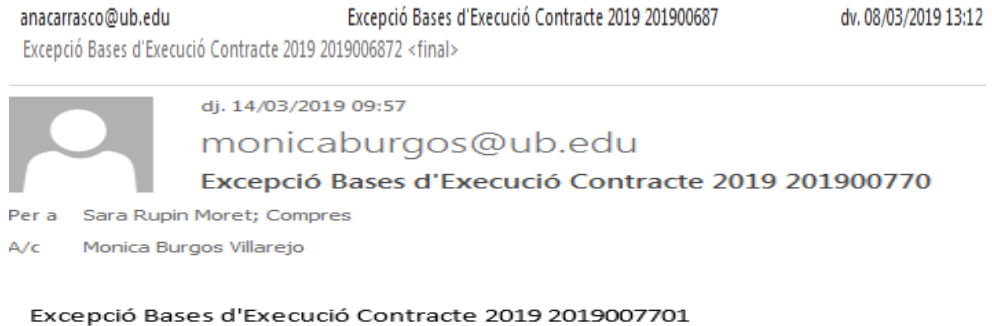 anacarrasco@ub.edu Excepció Bases d'Execució Contracte 2019 201900687 dv. 08/03/2019 13:12
Excepció Bases d'Execució Contracte 2019 2019006872 <final>
dj. 14/03/2019 09:57
monicaburgos@ub.edu
Excepció Bases d'Execució Contracte 2019 201900770
Per a Sara Rupin Moret; Compres
A/c Monica Burgos Villarejo
Excepció Bases d'Execució Contracte 2019 2019007701